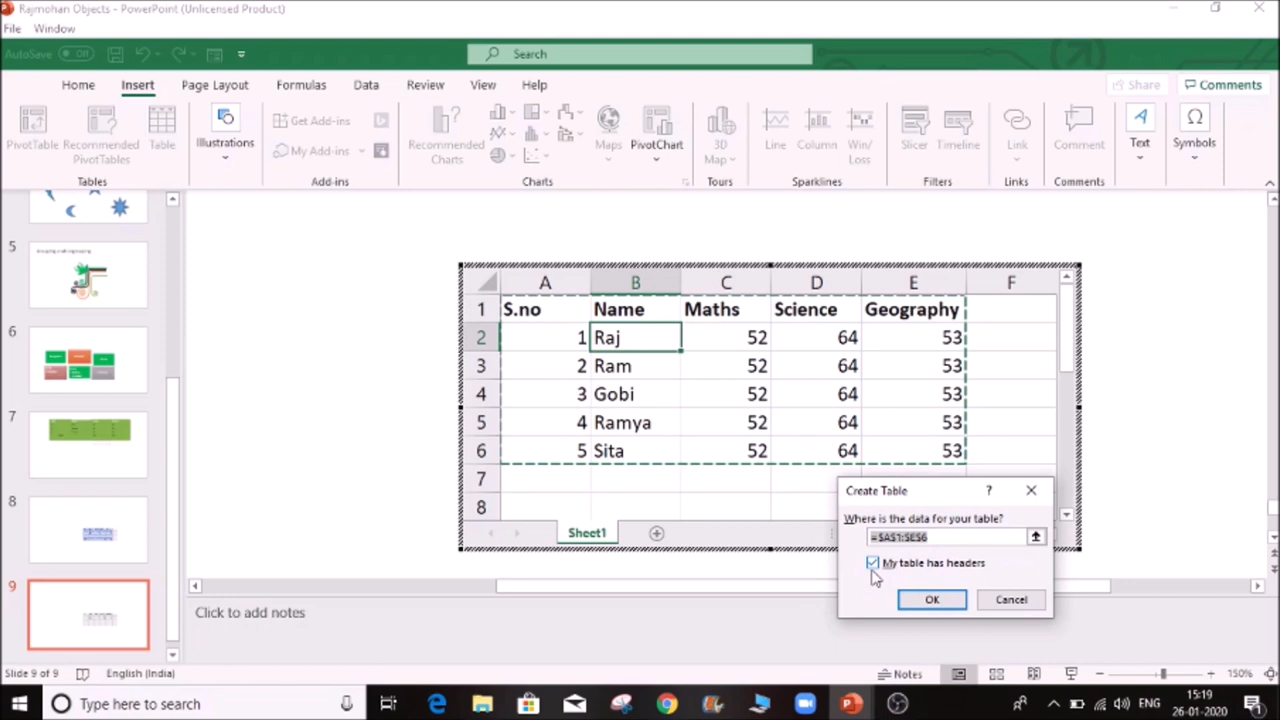 Rajmohan Objects - PowerPoint (Unlicensed Product)
File Window
AutoSave Off Search
Home Insert Page Layout Formulas Data Review View Help Share Comments
PivotTable Recommended PivotTables Table Illustrations Get Add-ins My Add-ins Recommended Charts Maps PivotChart 3D Map Line Column Win/Loss Slicer Timeline Link Comment Text Symbols
Tables Add-ins Charts Tours Sparklines Filters Links Comments
5
6
7
8
9
A B C D E F
1 S.no Name Maths Science Geography
2 1 Raj 52 64 53
3 2 Ram 52 64 53
4 3 Gobi 52 64 53
5 4 Ramya 52 64 53
6 5 Sita 52 64 53
7
8
Sheet1
Create Table ?
Where is the data for your table?
=$A$1:$E$6
My table has headers
OK Cancel
Click to add notes
Slide 9 of 9 English (India) Notes 150%
Type here to search ENG 15:19
26-01-2020 1